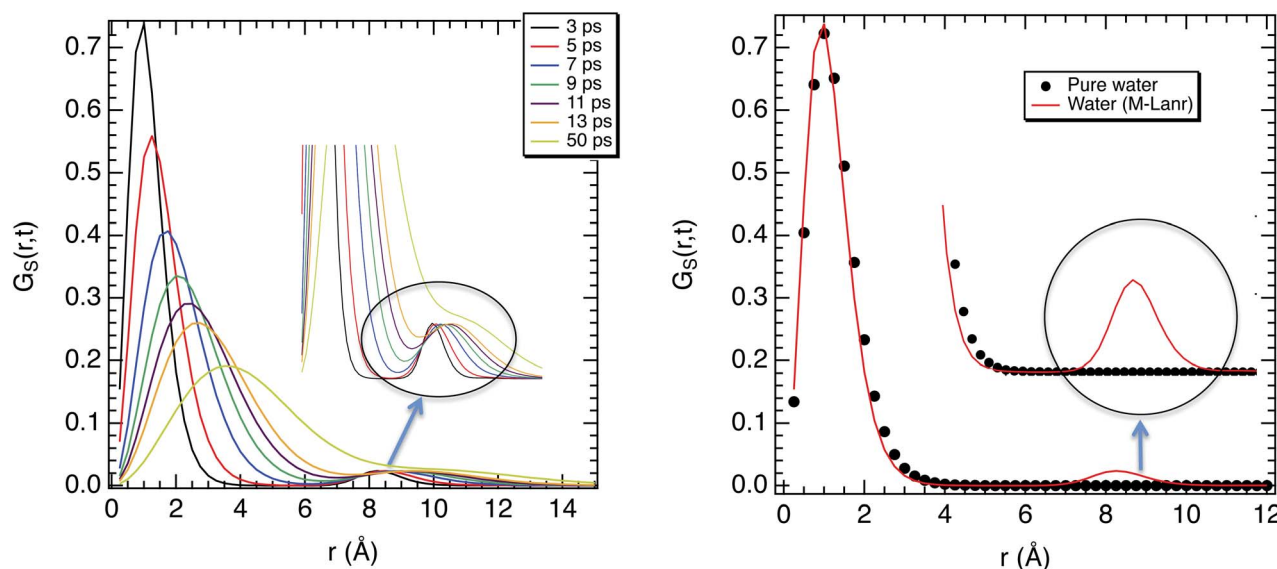 0.7
0.6
0.5
0.4
0.3
0.2
0.1
0.0
G_S(r,t)
0 2 4 6 8 10 12 14
r (Å)
3 ps
5 ps
7 ps
9 ps
11 ps
13 ps
50 ps
0.7
0.6
0.5
0.4
0.3
0.2
0.1
0.0
G_S(r,t)
0 2 4 6 8 10 12
r (Å)
Pure water
Water (M-Lanr)